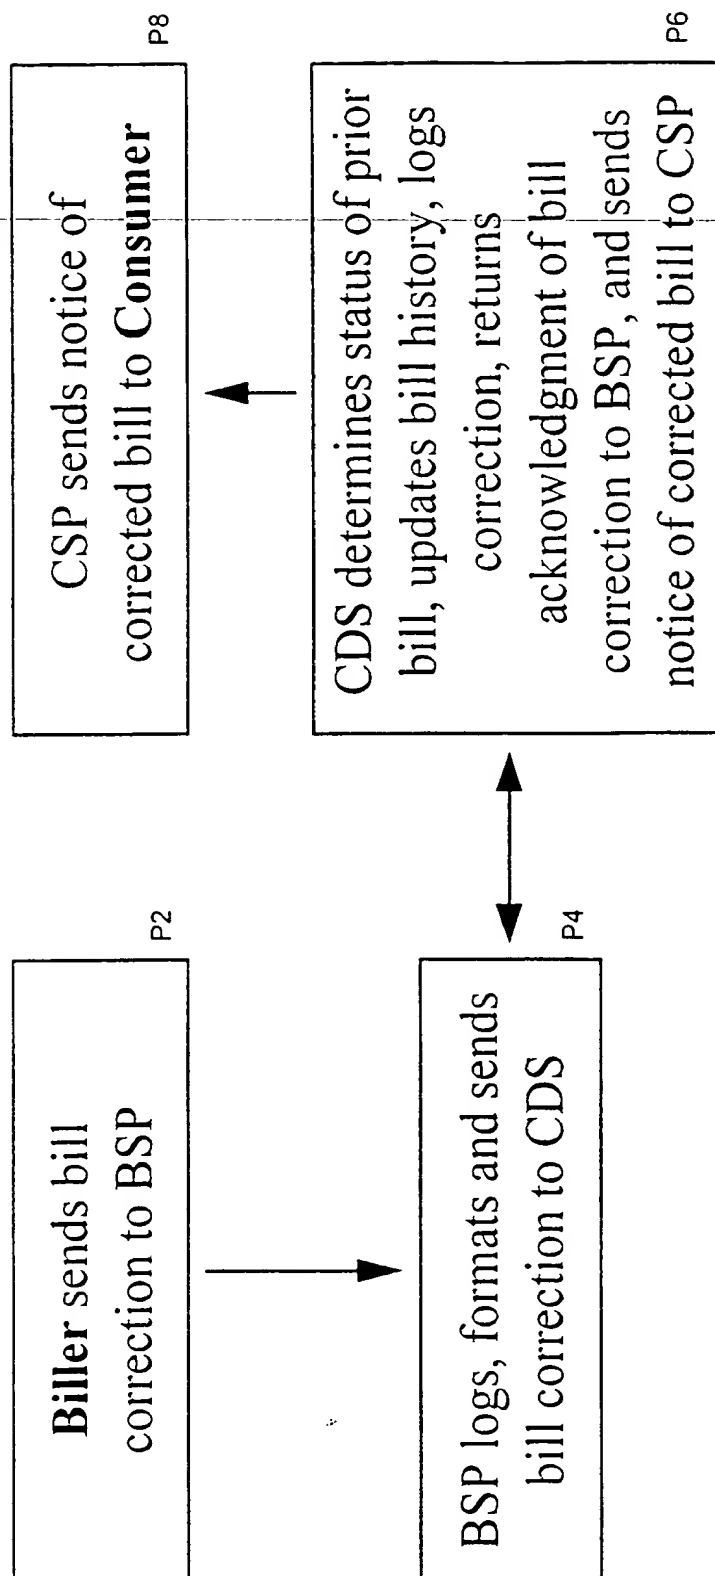 Biller sends bill
correction to BSP
P2
BSP logs, formats and sends
bill correction to CDS
P4
CDS determines status of prior
bill, updates bill history, logs
correction, returns
acknowledgment of bill
correction to BSP, and sends
notice of corrected bill to CSP
P6
CSP sends notice of
corrected bill to Consumer
P8